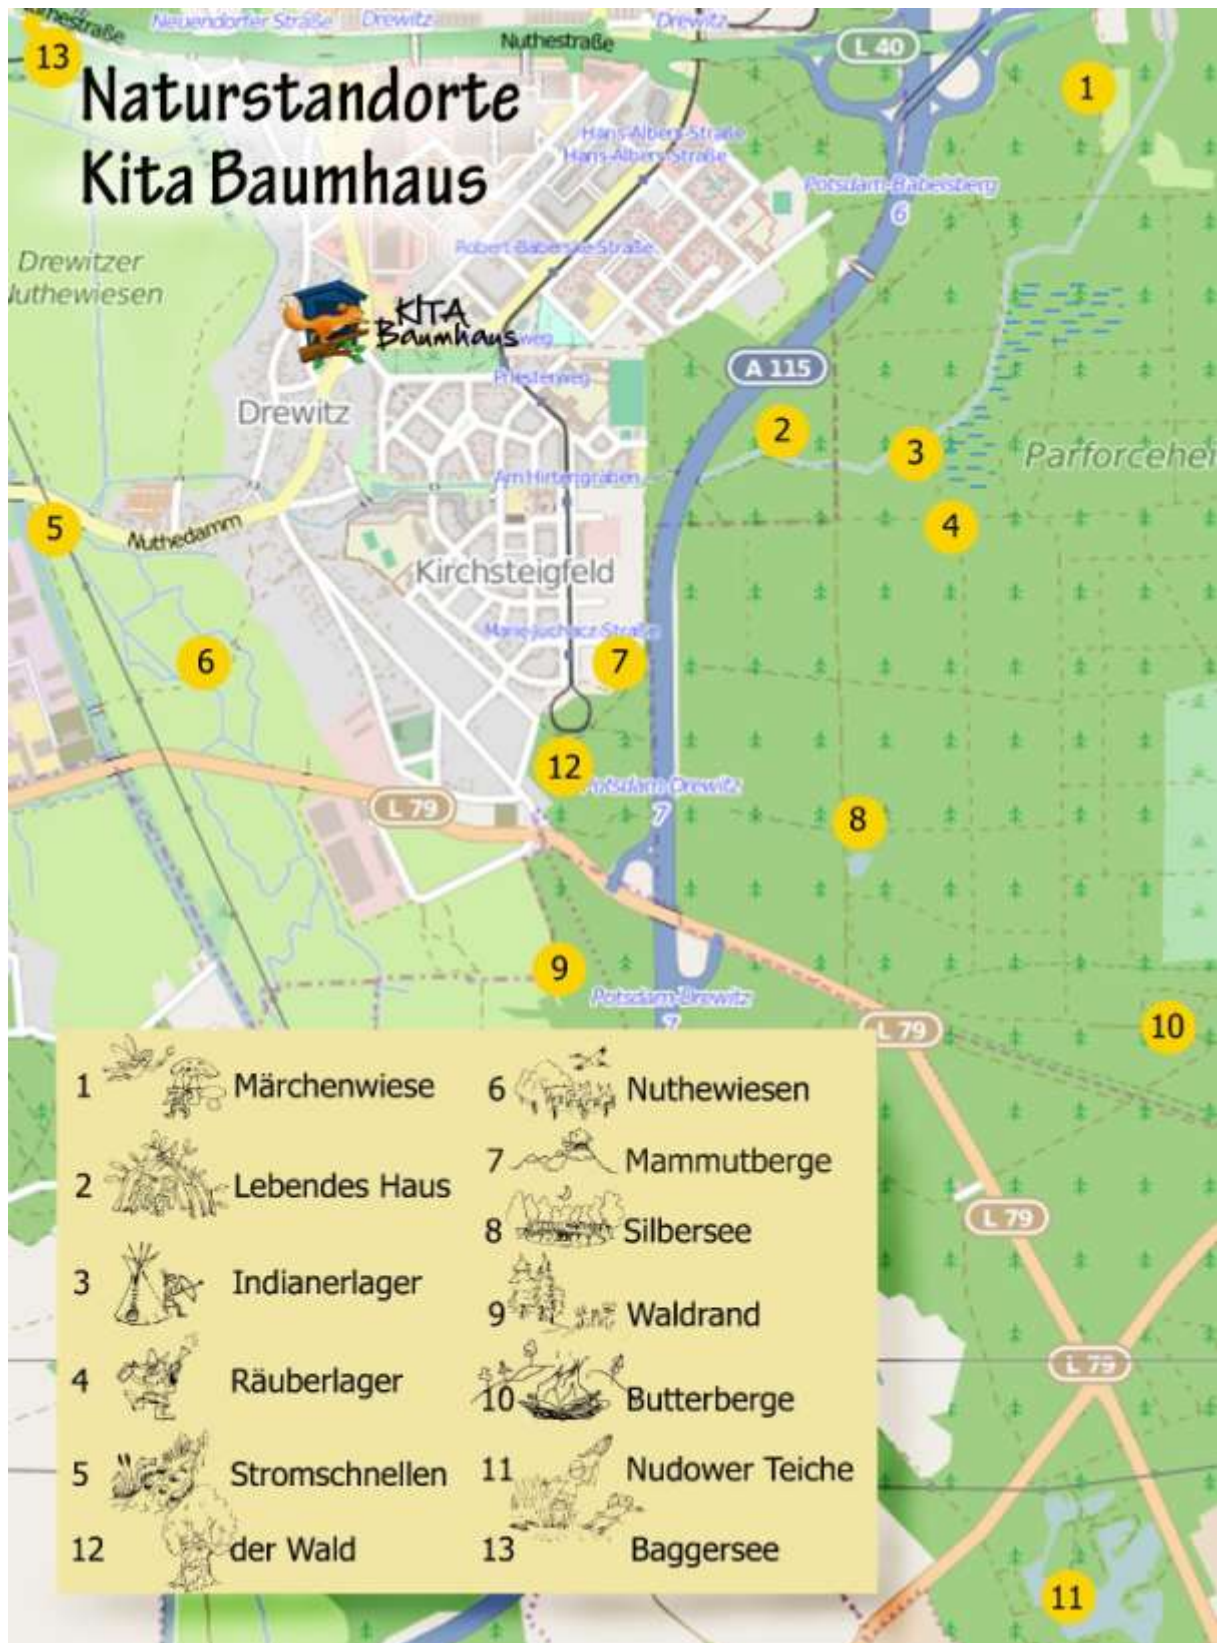 Neuendorfer Straße
Drewitz
Drewitz
Nuthestraße
L 40
13
Naturstandorte
Kita Baumhaus
1
Hans-Albers-Straße
Hans-Albers-Straße
Potsdam-Babelsberg
6
Robert-Baberske-Straße
Drewitzer
KITA
Baumhaus
Priesterweg
A 115
Drewitz
2
3
Am Hirtengraben
5
Nuthedamm
4
Kirchsteigfeld
Marie-Juchacz-Straße
6
7
12
Potsdam-Drewitz
7
L 79
8
9
Potsdam-Drewitz
7
L 79
10
1 Märchenwiese
2 Lebendes Haus
3 Indianerlager
4 Räuberlager
5 Stromschnellen
12 der Wald
6 Nuthewiesen
7 Mammutberge
8 Silbersee
9 Waldrand
10 Butterberge
11 Nudower Teiche
13 Baggersee
L 79
L 79
11